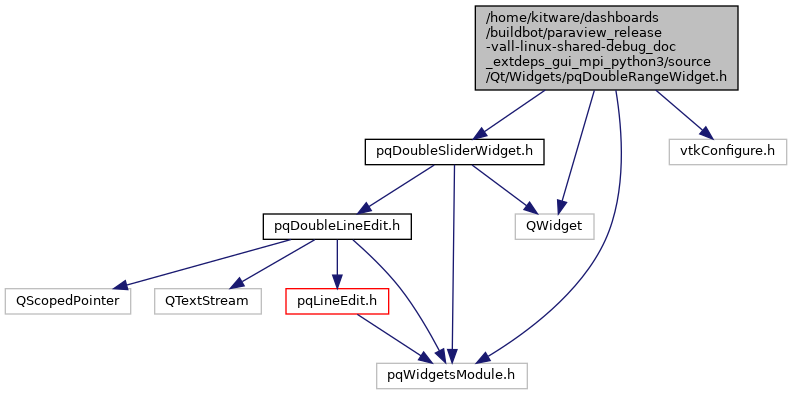 /home/kitware/dashboards
/buildbot/paraview_release
-vall-linux-shared-debug_doc
_extdeps_gui_mpi_python3/source
/Qt/Widgets/pqDoubleRangeWidget.h
pqDoubleSliderWidget.h
vtkConfigure.h
pqDoubleLineEdit.h
QWidget
QScopedPointer
QTextStream
pqLineEdit.h
pqWidgetsModule.h